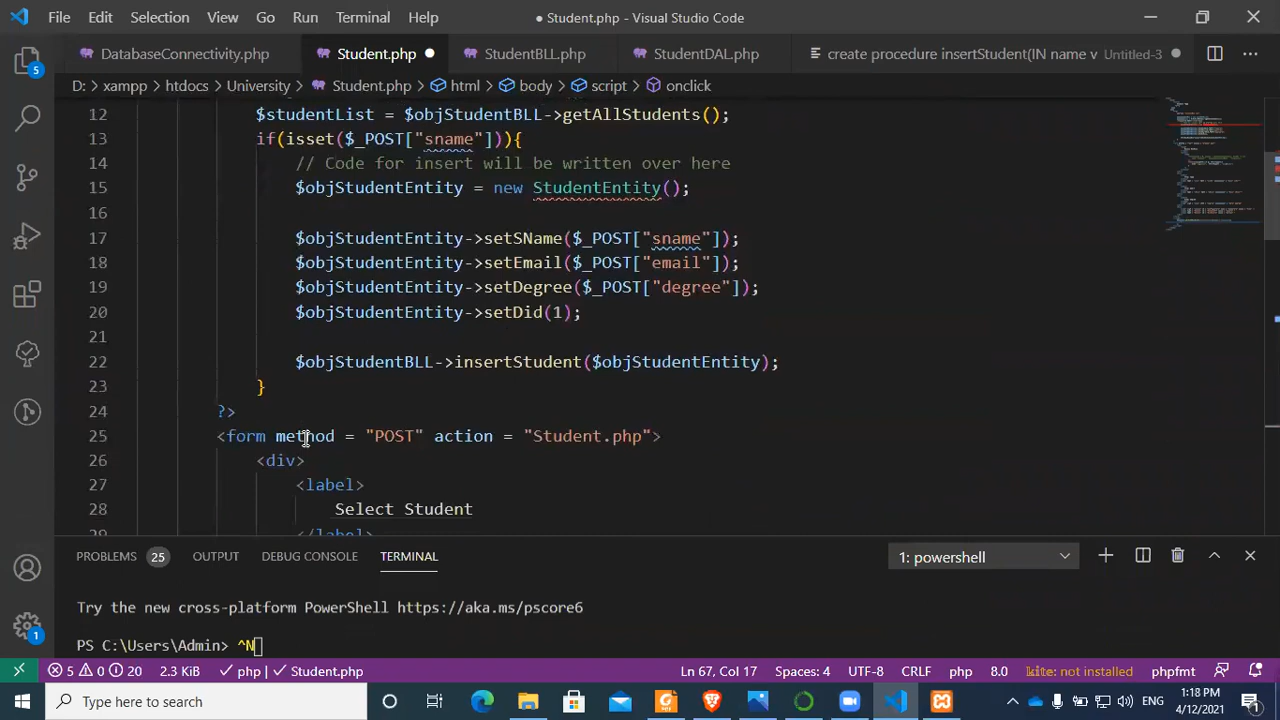 File Edit Selection View Go Run Terminal Help ● Student.php - Visual Studio Code
DatabaseConnectivity.php Student.php StudentBLL.php StudentDAL.php create procedure insertStudent(IN name v Untitled-3
D: > xampp > htdocs > University > Student.php > html > body > script > onclick
12 $studentList = $objStudentBLL->getAllStudents();
13 if(isset($_POST["sname"])){
14 // Code for insert will be written over here
15 $objStudentEntity = new StudentEntity();
16
17 $objStudentEntity->setSName($_POST["sname"]);
18 $objStudentEntity->setEmail($_POST["email"]);
19 $objStudentEntity->setDegree($_POST["degree"]);
20 $objStudentEntity->setDid(1);
21
22 $objStudentBLL->insertStudent($objStudentEntity);
23 }
24 ?>
25 <form method = "POST" action = "Student.php">
26 <div>
27 <label>
28 Select Student
29 </label>
5
PROBLEMS 25 OUTPUT DEBUG CONSOLE TERMINAL 1: powershell
Try the new cross-platform PowerShell https://aka.ms/pscore6
PS C:\Users\Admin> ^N
1
5 0 20 2.3 KiB php Student.php Ln 67, Col 17 Spaces: 4 UTF-8 CRLF php 8.0 kite: not installed phpfmt
Type here to search ENG 1:18 PM
4/12/2021 1